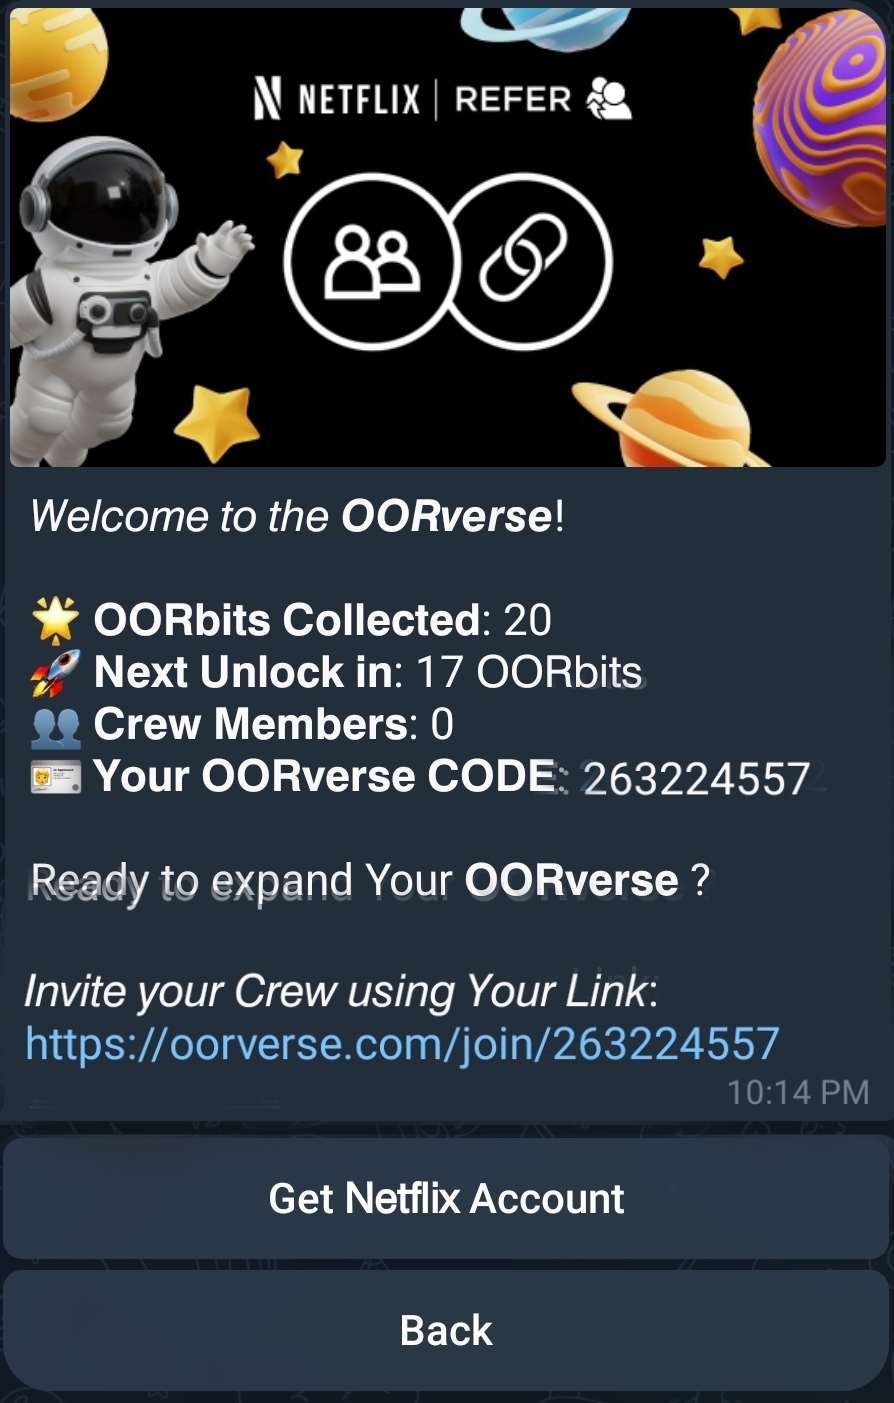 NETFLIX | REFER
Welcome to the OORverse!
🌟 OORbits Collected: 20
🚀 Next Unlock in: 17 OORbits
👥 Crew Members: 0
🪪 Your OORverse CODE: 263224557
Ready to expand Your OORverse ?
Invite your Crew using Your Link:
https://oorverse.com/join/263224557
10:14 PM
Get Netflix Account
Back